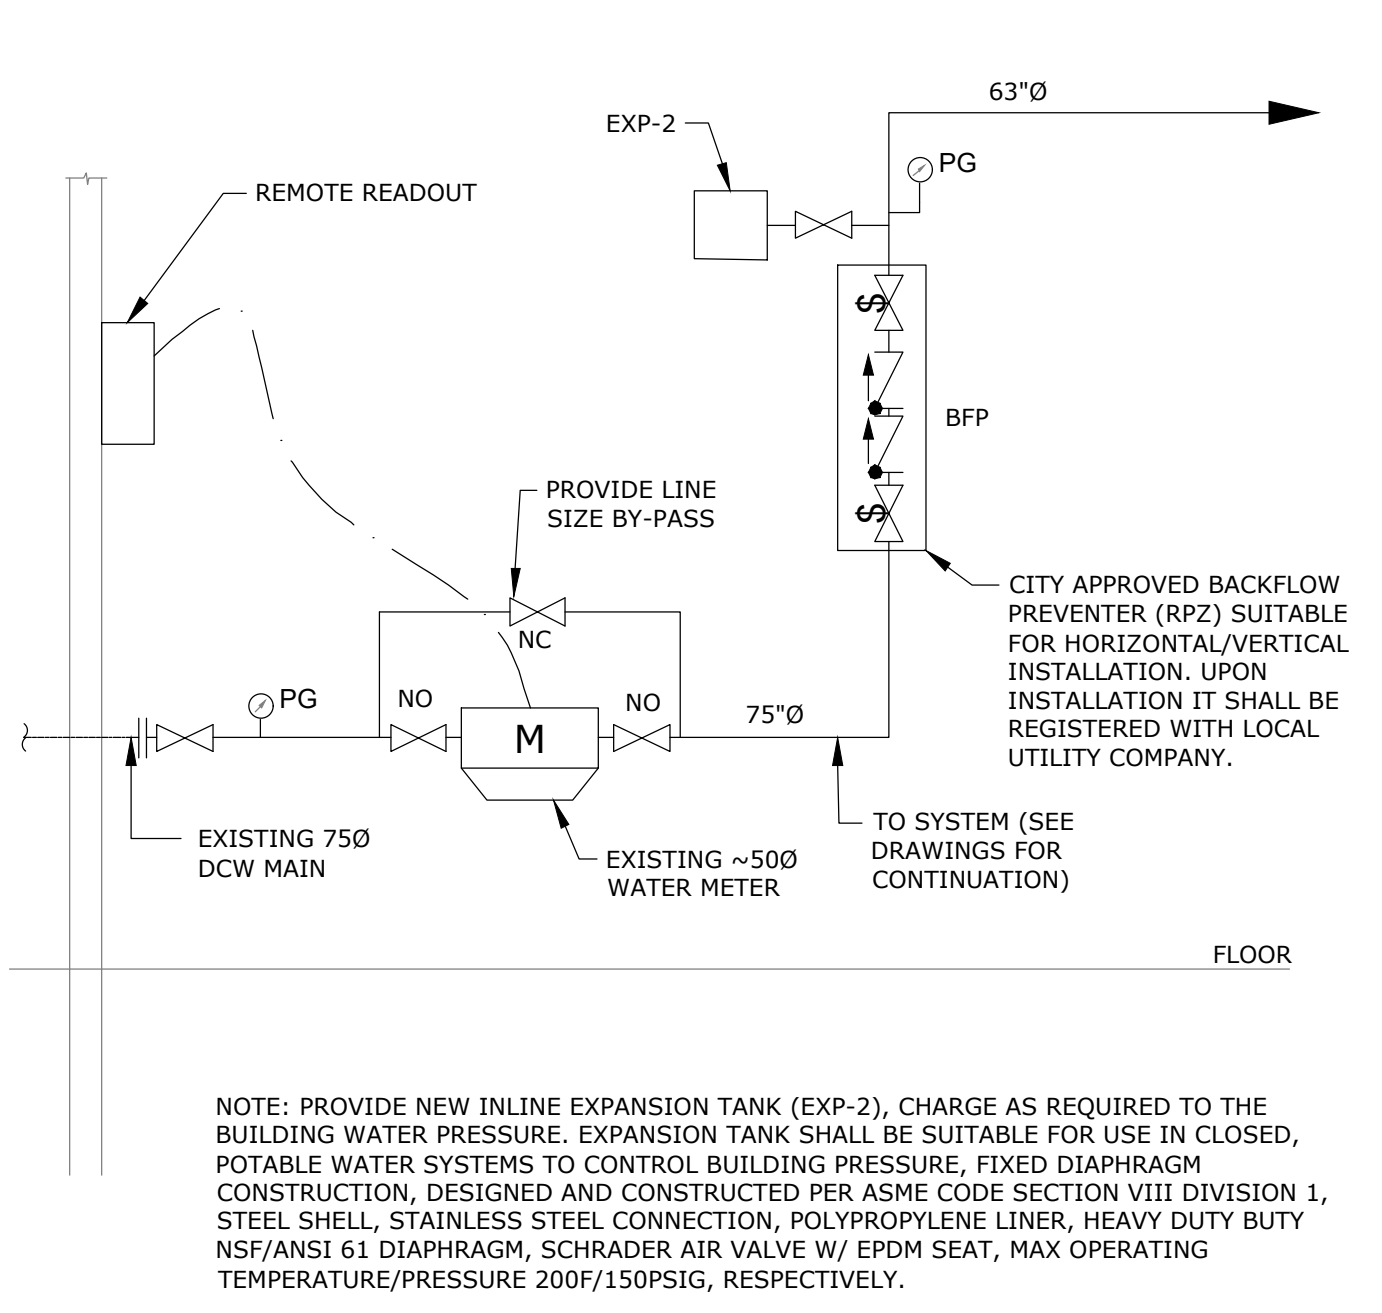 63"Ø
EXP-2
PG
REMOTE READOUT
$
BFP
$
PROVIDE LINE
SIZE BY-PASS
NC
CITY APPROVED BACKFLOW
PREVENTER (RPZ) SUITABLE
FOR HORIZONTAL/VERTICAL
INSTALLATION. UPON
INSTALLATION IT SHALL BE
REGISTERED WITH LOCAL
UTILITY COMPANY.
PG
NO
NO
M
75"Ø
EXISTING 75Ø
DCW MAIN
EXISTING ~50Ø
WATER METER
TO SYSTEM (SEE
DRAWINGS FOR
CONTINUATION)
FLOOR
NOTE: PROVIDE NEW INLINE EXPANSION TANK (EXP-2), CHARGE AS REQUIRED TO THE
BUILDING WATER PRESSURE. EXPANSION TANK SHALL BE SUITABLE FOR USE IN CLOSED,
POTABLE WATER SYSTEMS TO CONTROL BUILDING PRESSURE, FIXED DIAPHRAGM
CONSTRUCTION, DESIGNED AND CONSTRUCTED PER ASME CODE SECTION VIII DIVISION 1,
STEEL SHELL, STAINLESS STEEL CONNECTION, POLYPROPYLENE LINER, HEAVY DUTY BUTY
NSF/ANSI 61 DIAPHRAGM, SCHRADER AIR VALVE W/ EPDM SEAT, MAX OPERATING
TEMPERATURE/PRESSURE 200F/150PSIG, RESPECTIVELY.